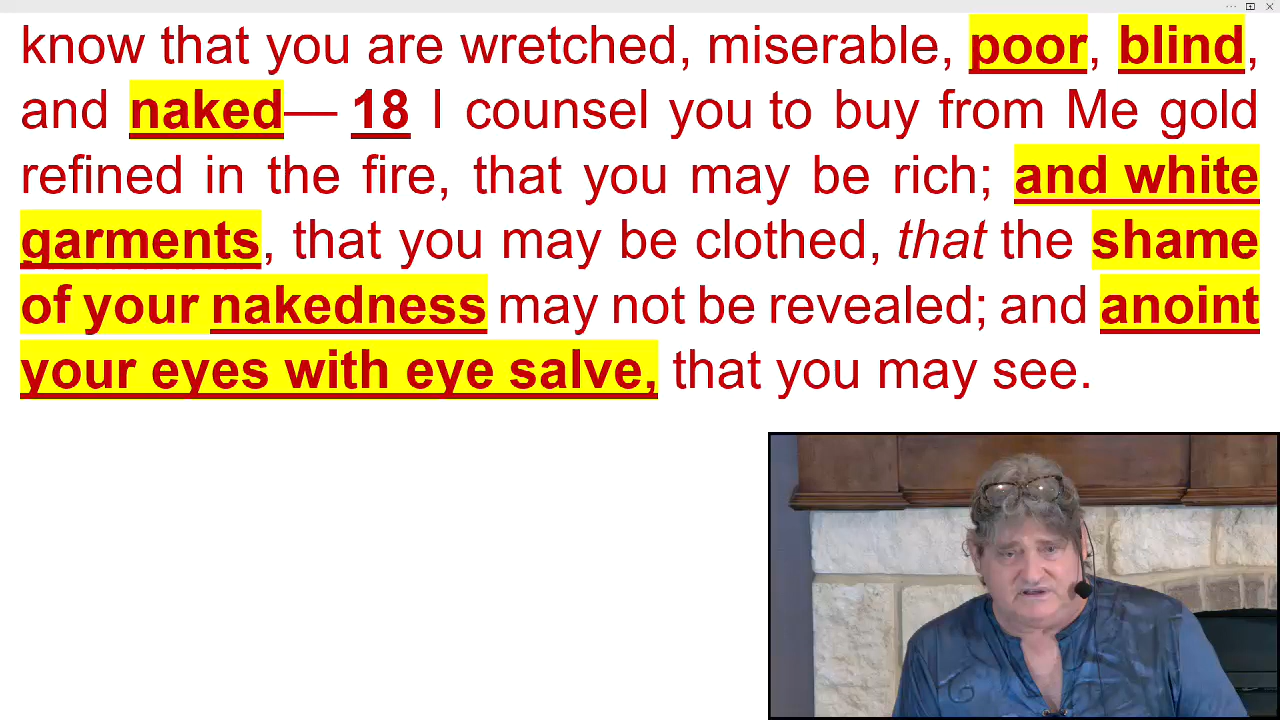 know that you are wretched, miserable, poor, blind,
and naked— 18 I counsel you to buy from Me gold
refined in the fire, that you may be rich; and white
garments, that you may be clothed, that the shame
of your nakedness may not be revealed; and anoint
your eyes with eye salve, that you may see.